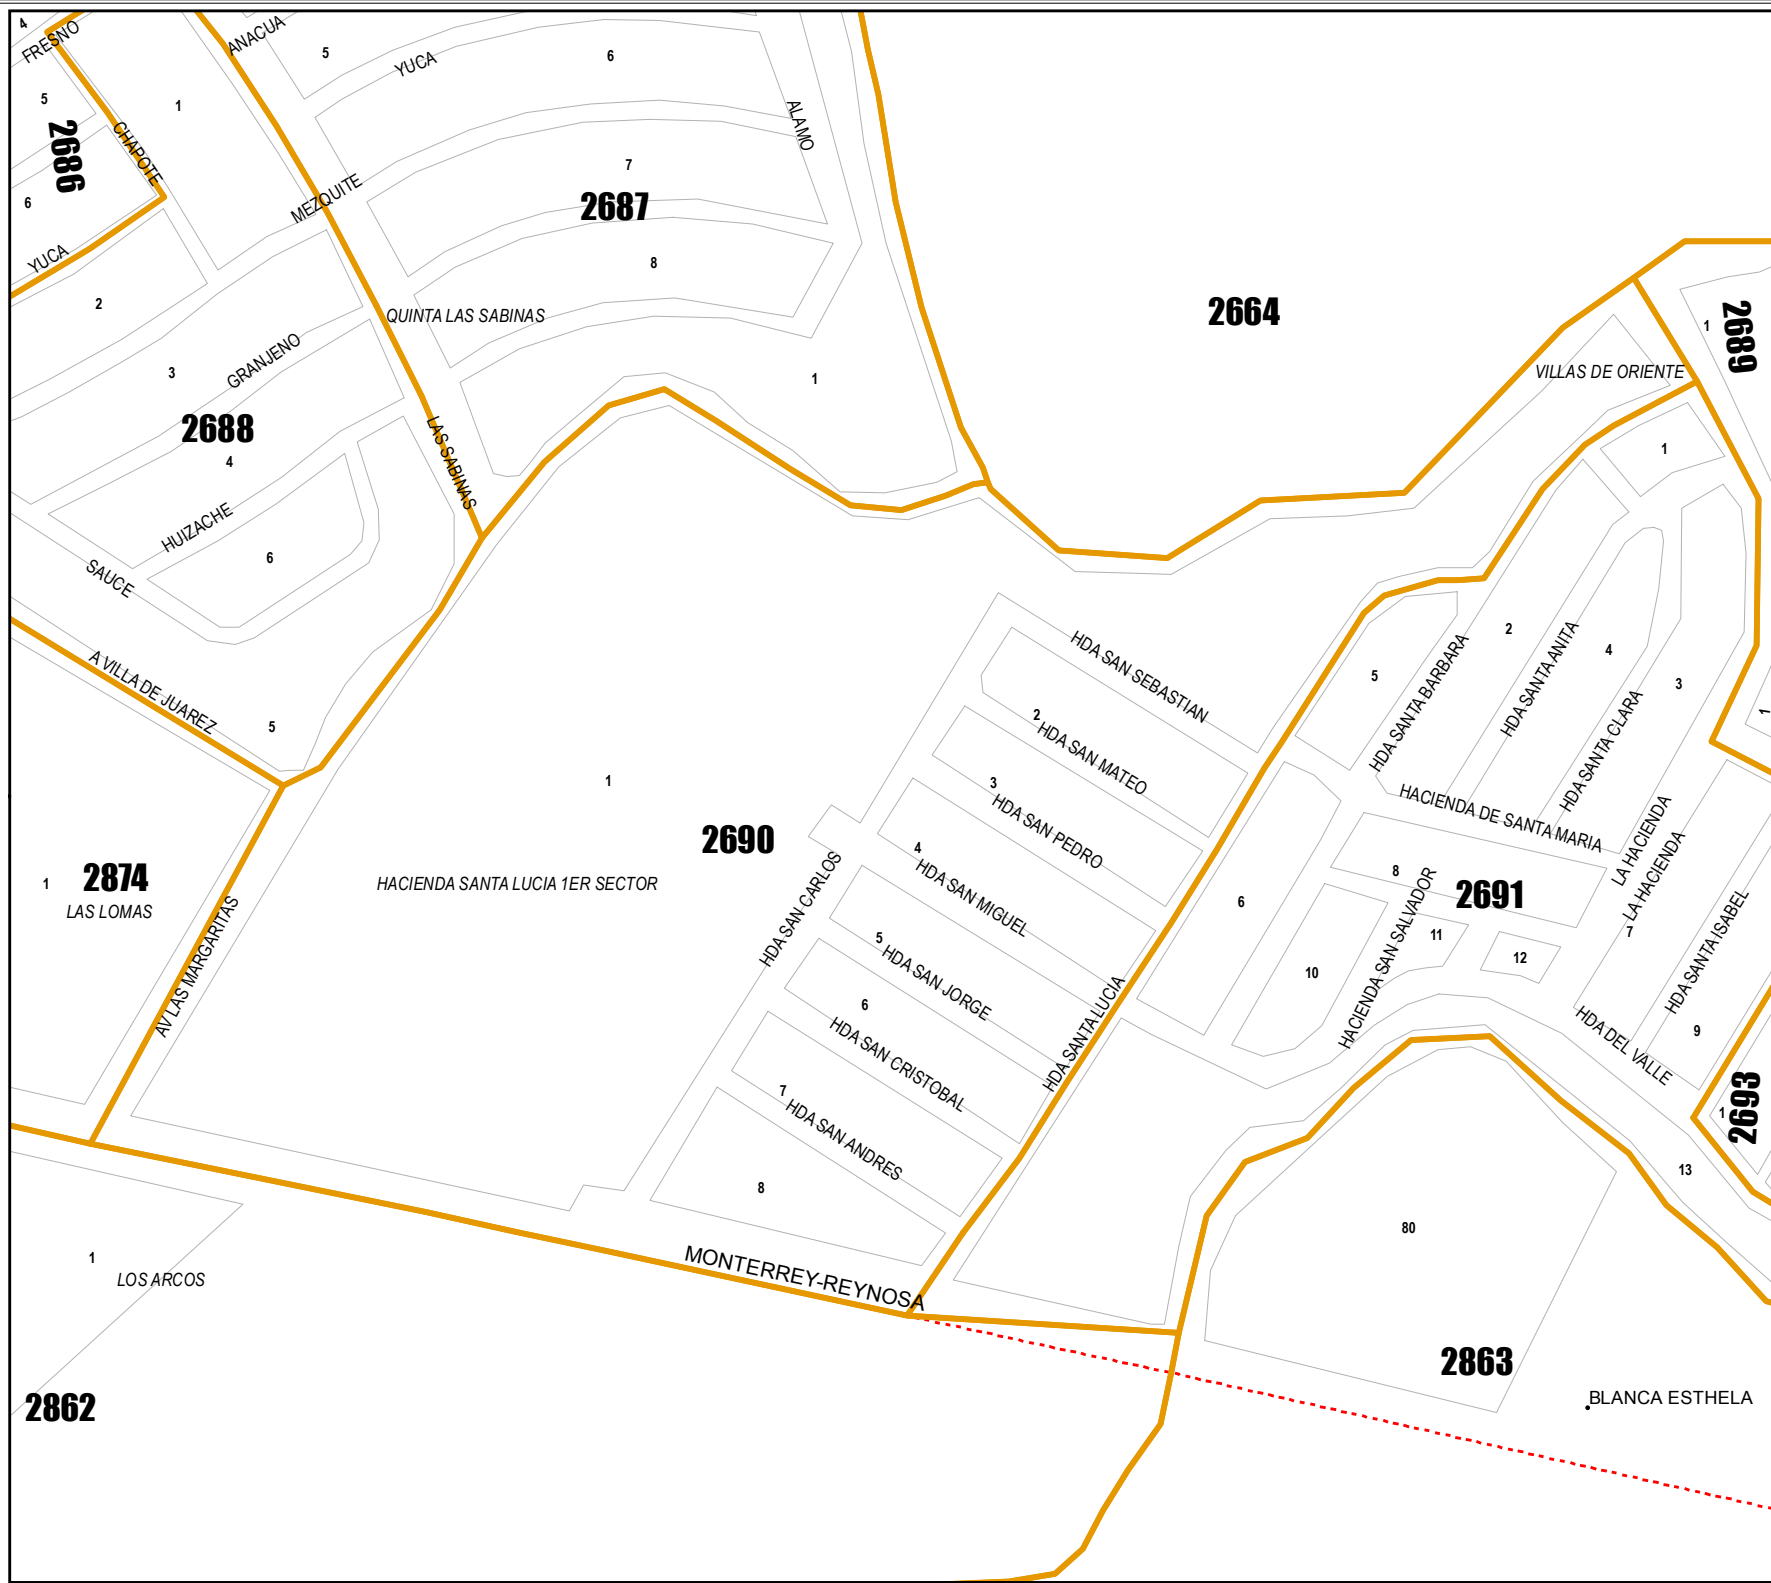 4
FRESNO
ANACUA
5
YUCA
6
5
1
2686
CHAPOTE
ALAMO
7
6
MEZQUITE
2687
YUCA
8
2
QUINTA LAS SABINAS
2664
1
2689
3
GRANJENO
1
VILLAS DE ORIENTE
2688
4
LAS SABINAS
1
HUIZACHE
6
SAUCE
A VILLA DE JUAREZ
5
HDA SAN SEBASTIAN
5
HDA SANTA BARBARA
2
HDA SANTA ANITA
4
3
HDA SANTA CLARA
1
2
HDA SAN MATEO
1
3
HDA SAN PEDRO
HACIENDA DE SANTA MARIA
LA HACIENDA
LA HACIENDA
2690
4
HDA SAN MIGUEL
2874
1
LAS LOMAS
HACIENDA SANTA LUCIA 1ER SECTOR
HDA SAN CARLOS
8
2691
6
HACIENDA SAN SALVADOR
11
7
AV LAS MARGARITAS
5
HDA SAN JORGE
10
12
HDA SANTA ISABEL
6
HDA SAN CRISTOBAL
HDA SANTA LUCIA
HDA DEL VALLE
9
7
HDA SAN ANDRES
1
2693
8
13
80
1
LOS ARCOS
MONTERREY-REYNOSA
2863
BLANCA ESTHELA
2862